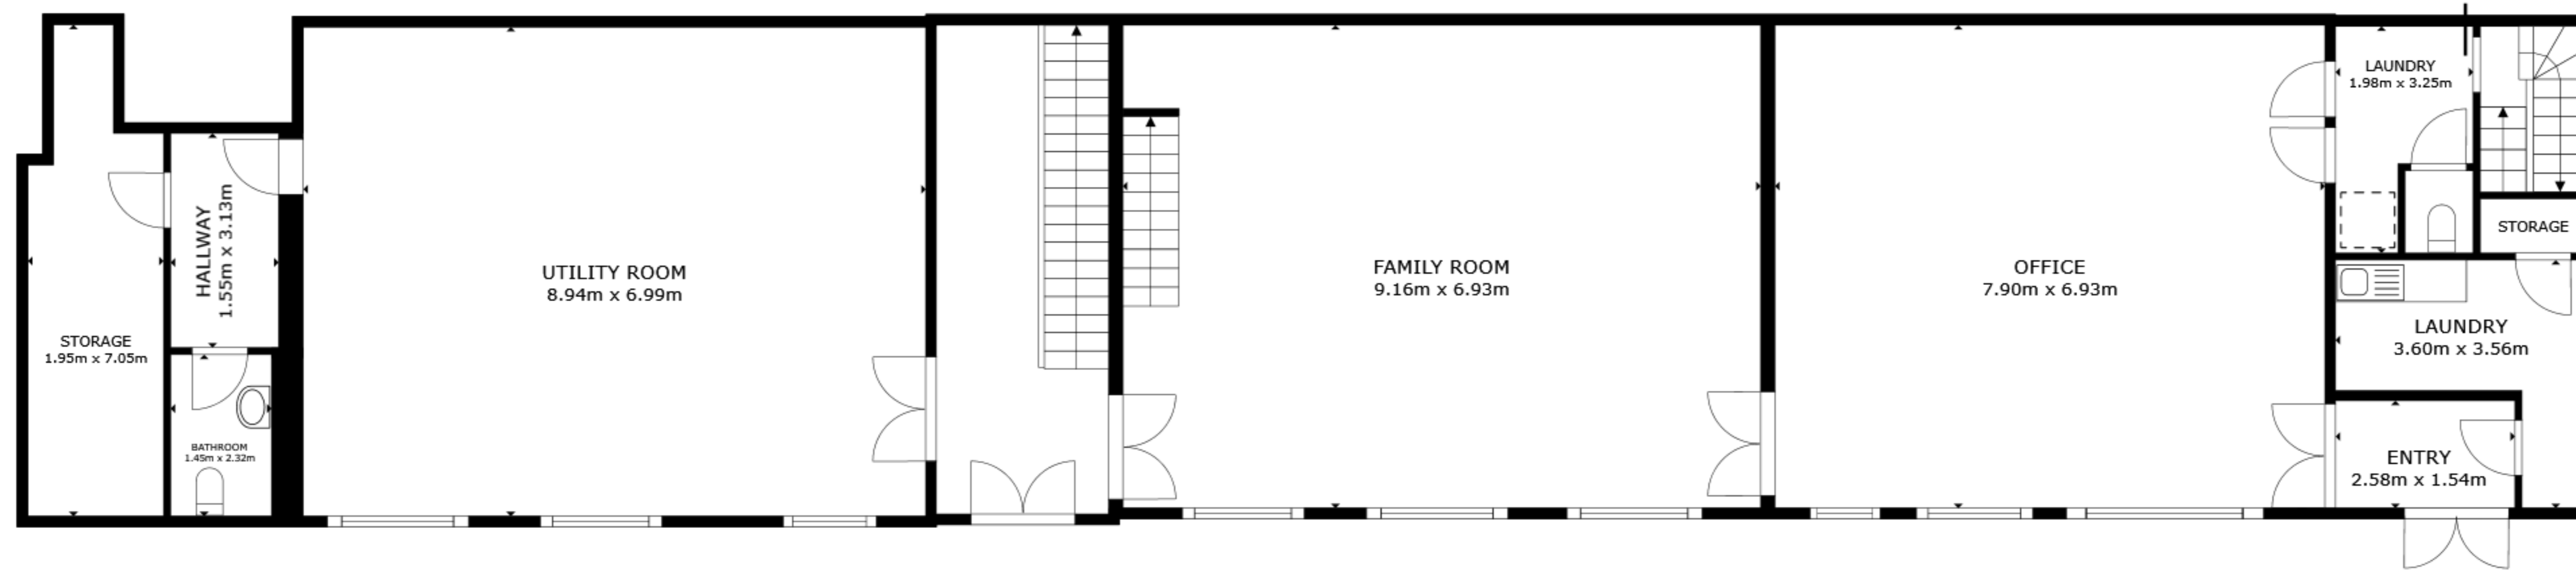 STORAGE
1.95m x 7.05m
HALLWAY
1.55m x 3.13m
BATHROOM
1.45m x 2.32m
UTILITY ROOM
8.94m x 6.99m
FAMILY ROOM
9.16m x 6.93m
OFFICE
7.90m x 6.93m
LAUNDRY
1.98m x 3.25m
STORAGE
LAUNDRY
3.60m x 3.56m
ENTRY
2.58m x 1.54m